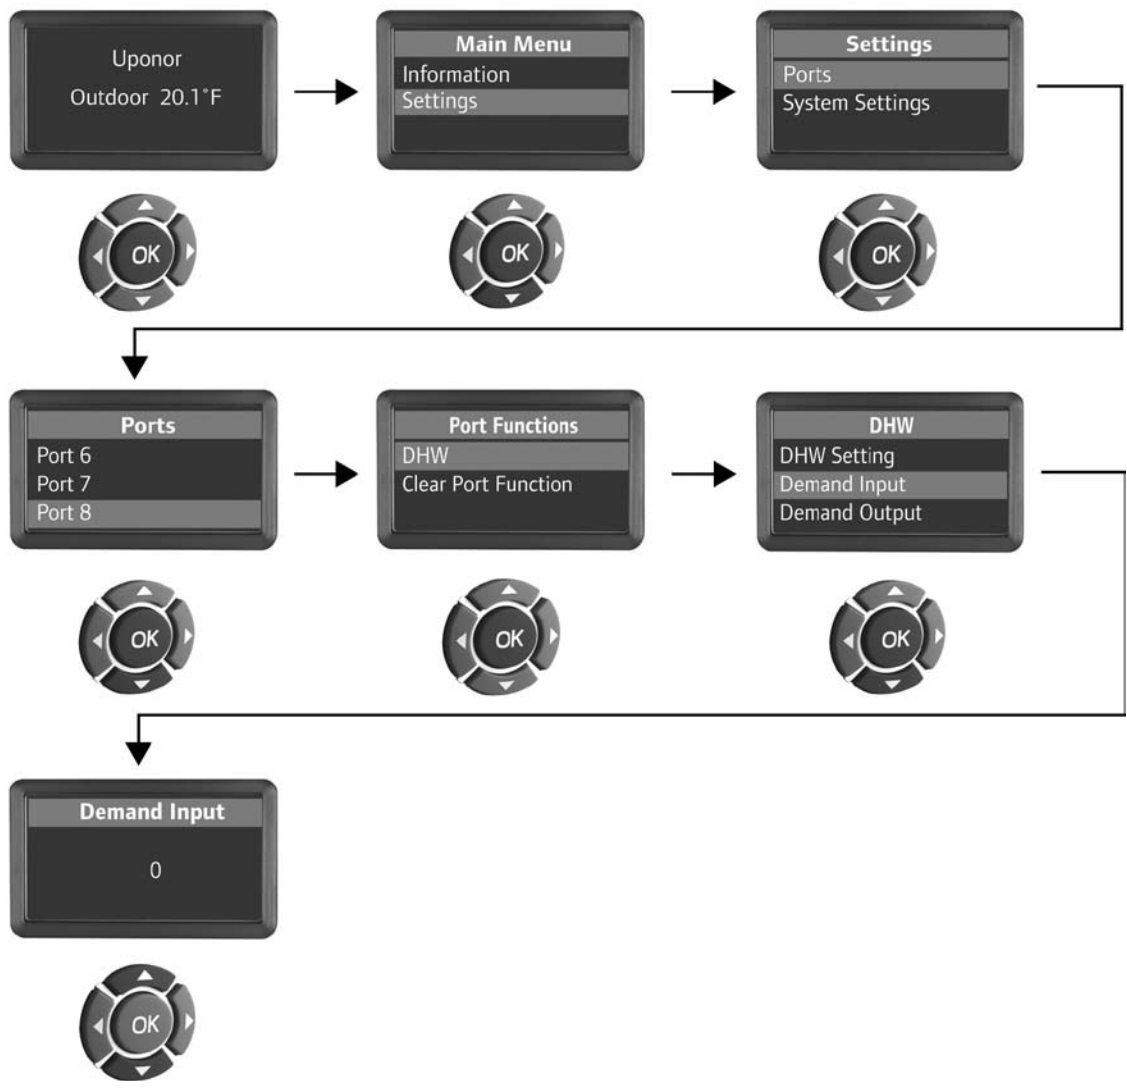 Uponor
Outdoor 20.1°F
OK
Main Menu
Information
Settings
OK
Settings
Ports
System Settings
OK
Ports
Port 6
Port 7
Port 8
OK
Port Functions
DHW
Clear Port Function
OK
DHW
DHW Setting
Demand Input
Demand Output
OK
Demand Input
0
OK